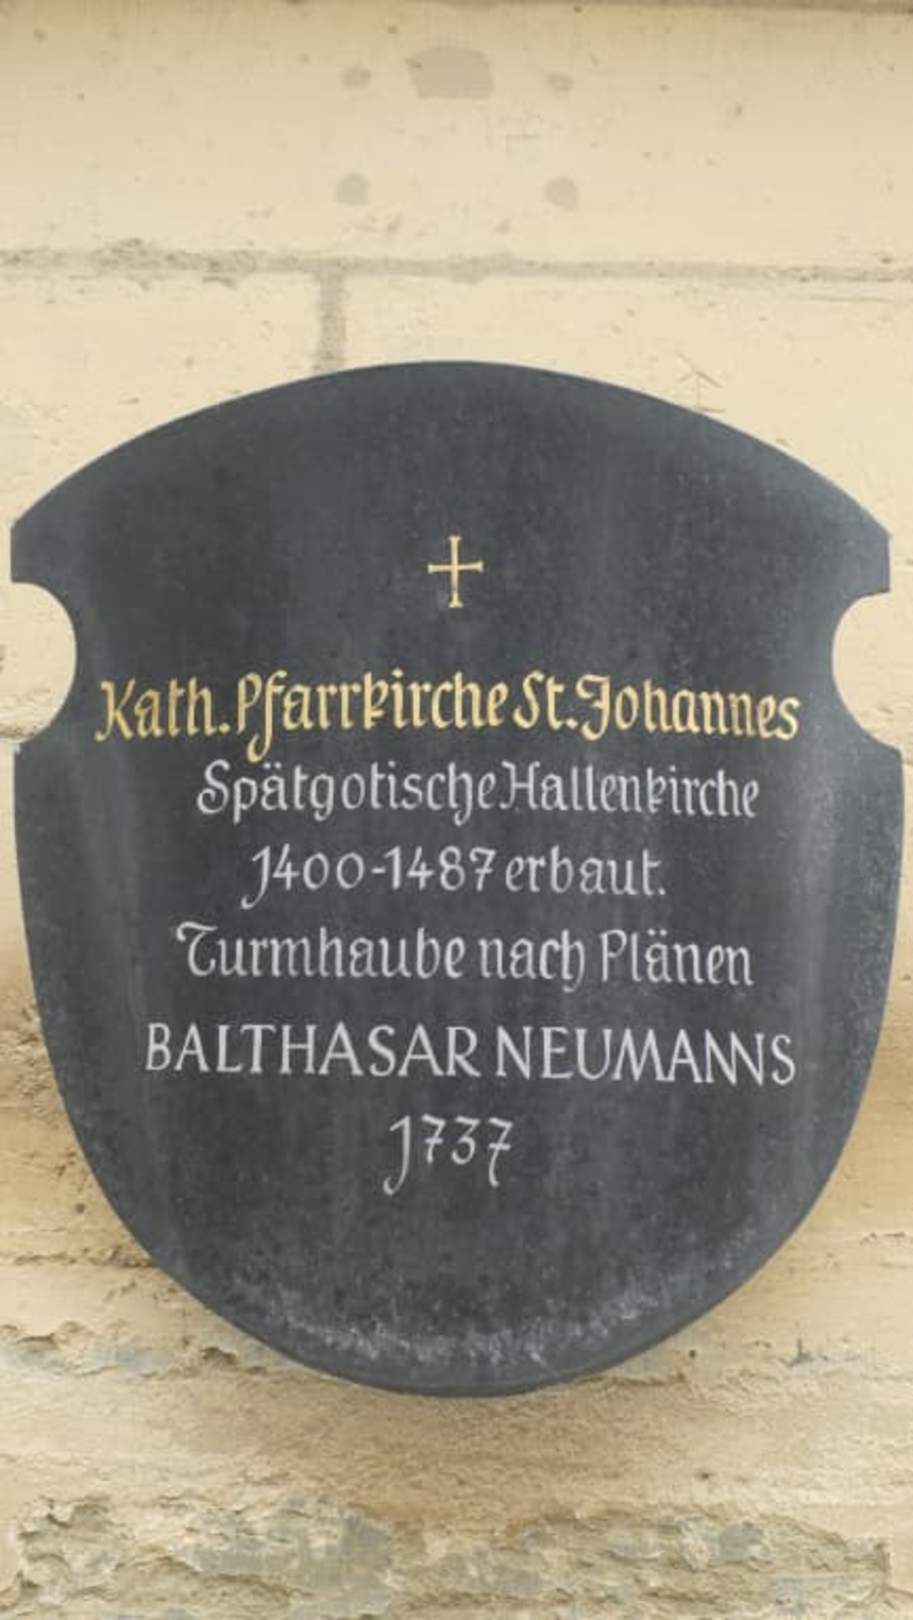 Kath. Pfarrkirche St. Johannes
Spätgotische Hallenkirche
1400-1487 erbaut.
Turmhaube nach Plänen
BALTHASAR NEUMANNS
1737